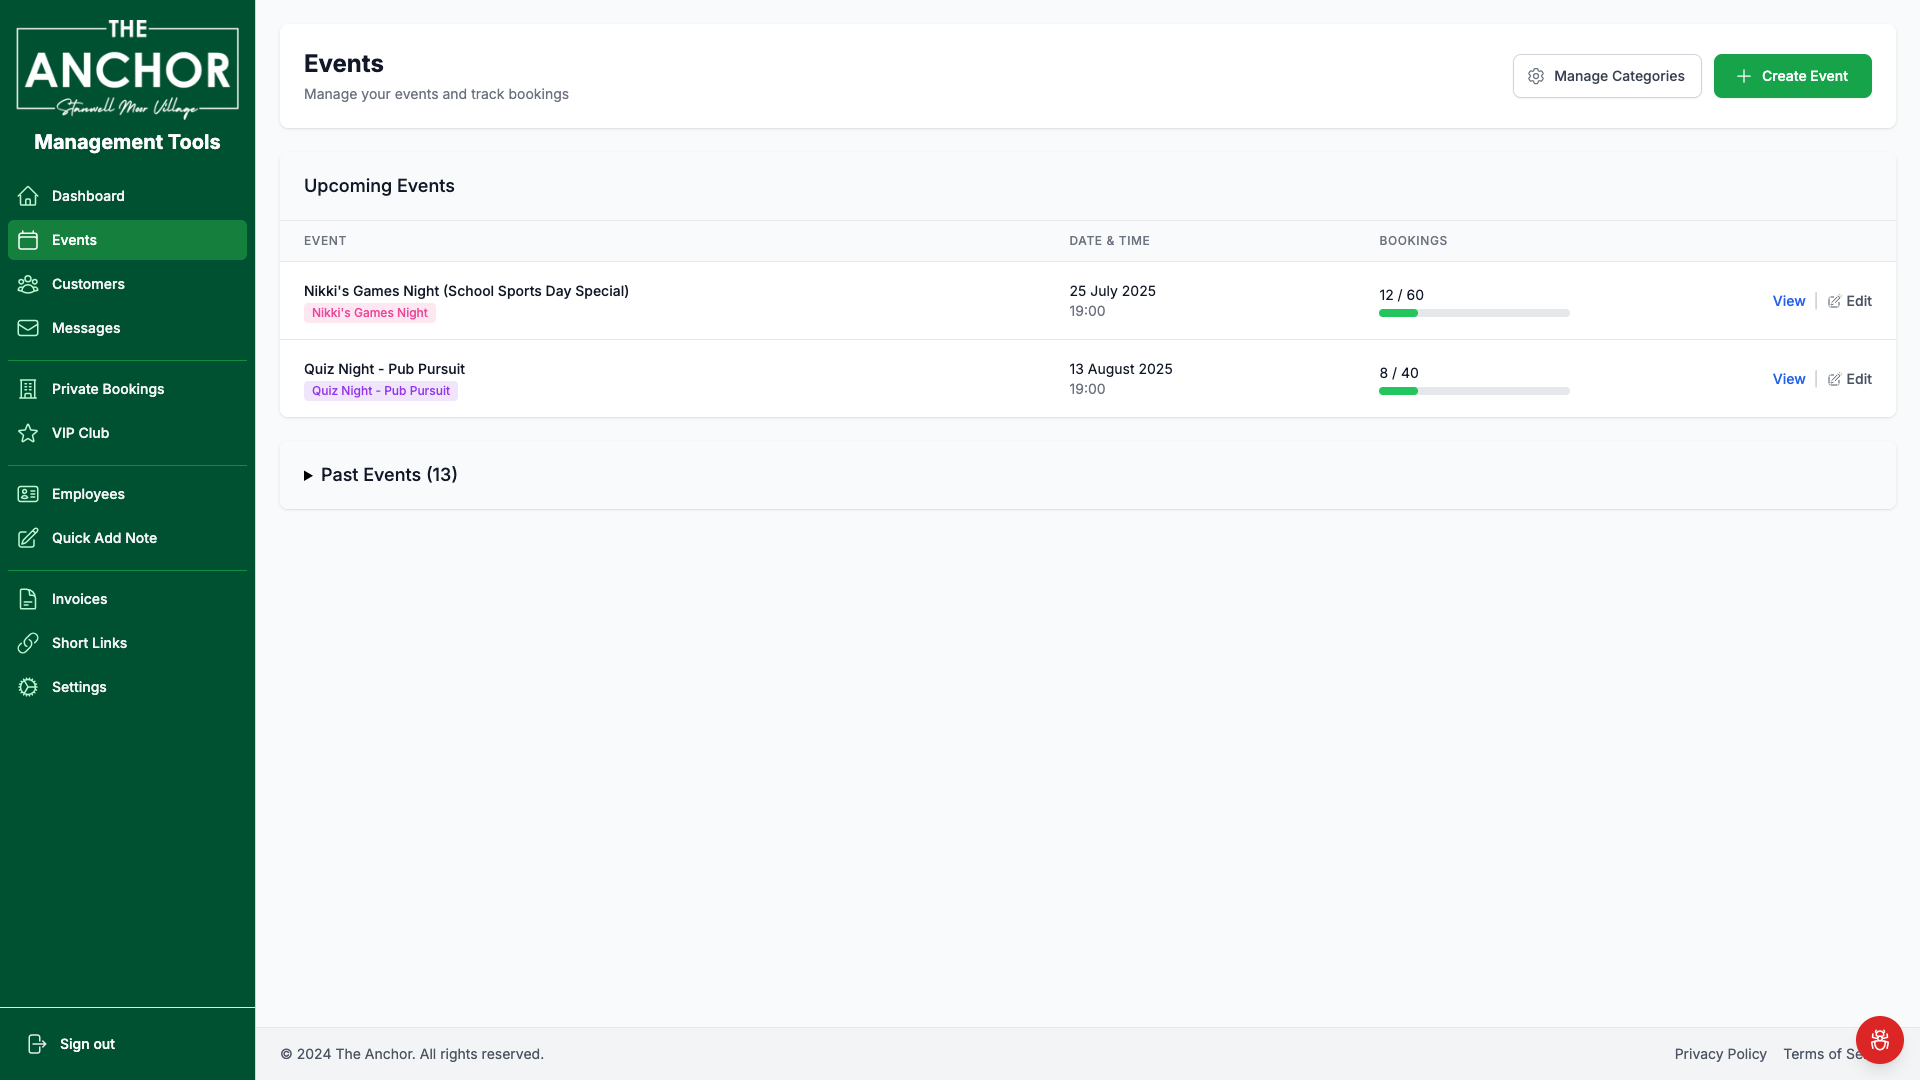 THE
ANCHOR
Stanwell Moor Village
Management Tools
Dashboard
Events
Customers
Messages
Private Bookings
VIP Club
Employees
Quick Add Note
Invoices
Short Links
Settings
Sign out
Events
Manage your events and track bookings
Manage Categories
Create Event
Upcoming Events
EVENT DATE & TIME BOOKINGS
Nikki's Games Night (School Sports Day Special) 25 July 2025 12 / 60 View Edit
Nikki's Games Night 19:00
Quiz Night - Pub Pursuit 13 August 2025 8 / 40 View Edit
Quiz Night - Pub Pursuit 19:00
Past Events (13)
© 2024 The Anchor. All rights reserved. Privacy Policy Terms of